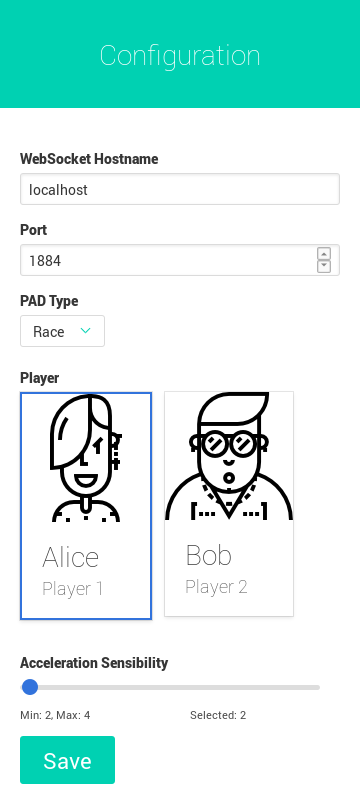 Configuration
WebSocket Hostname
localhost
Port
1884
PAD Type
Race
Player
Alice
Player 1
Bob
Player 2
Acceleration Sensibility
Min: 2, Max: 4 Selected: 2
Save